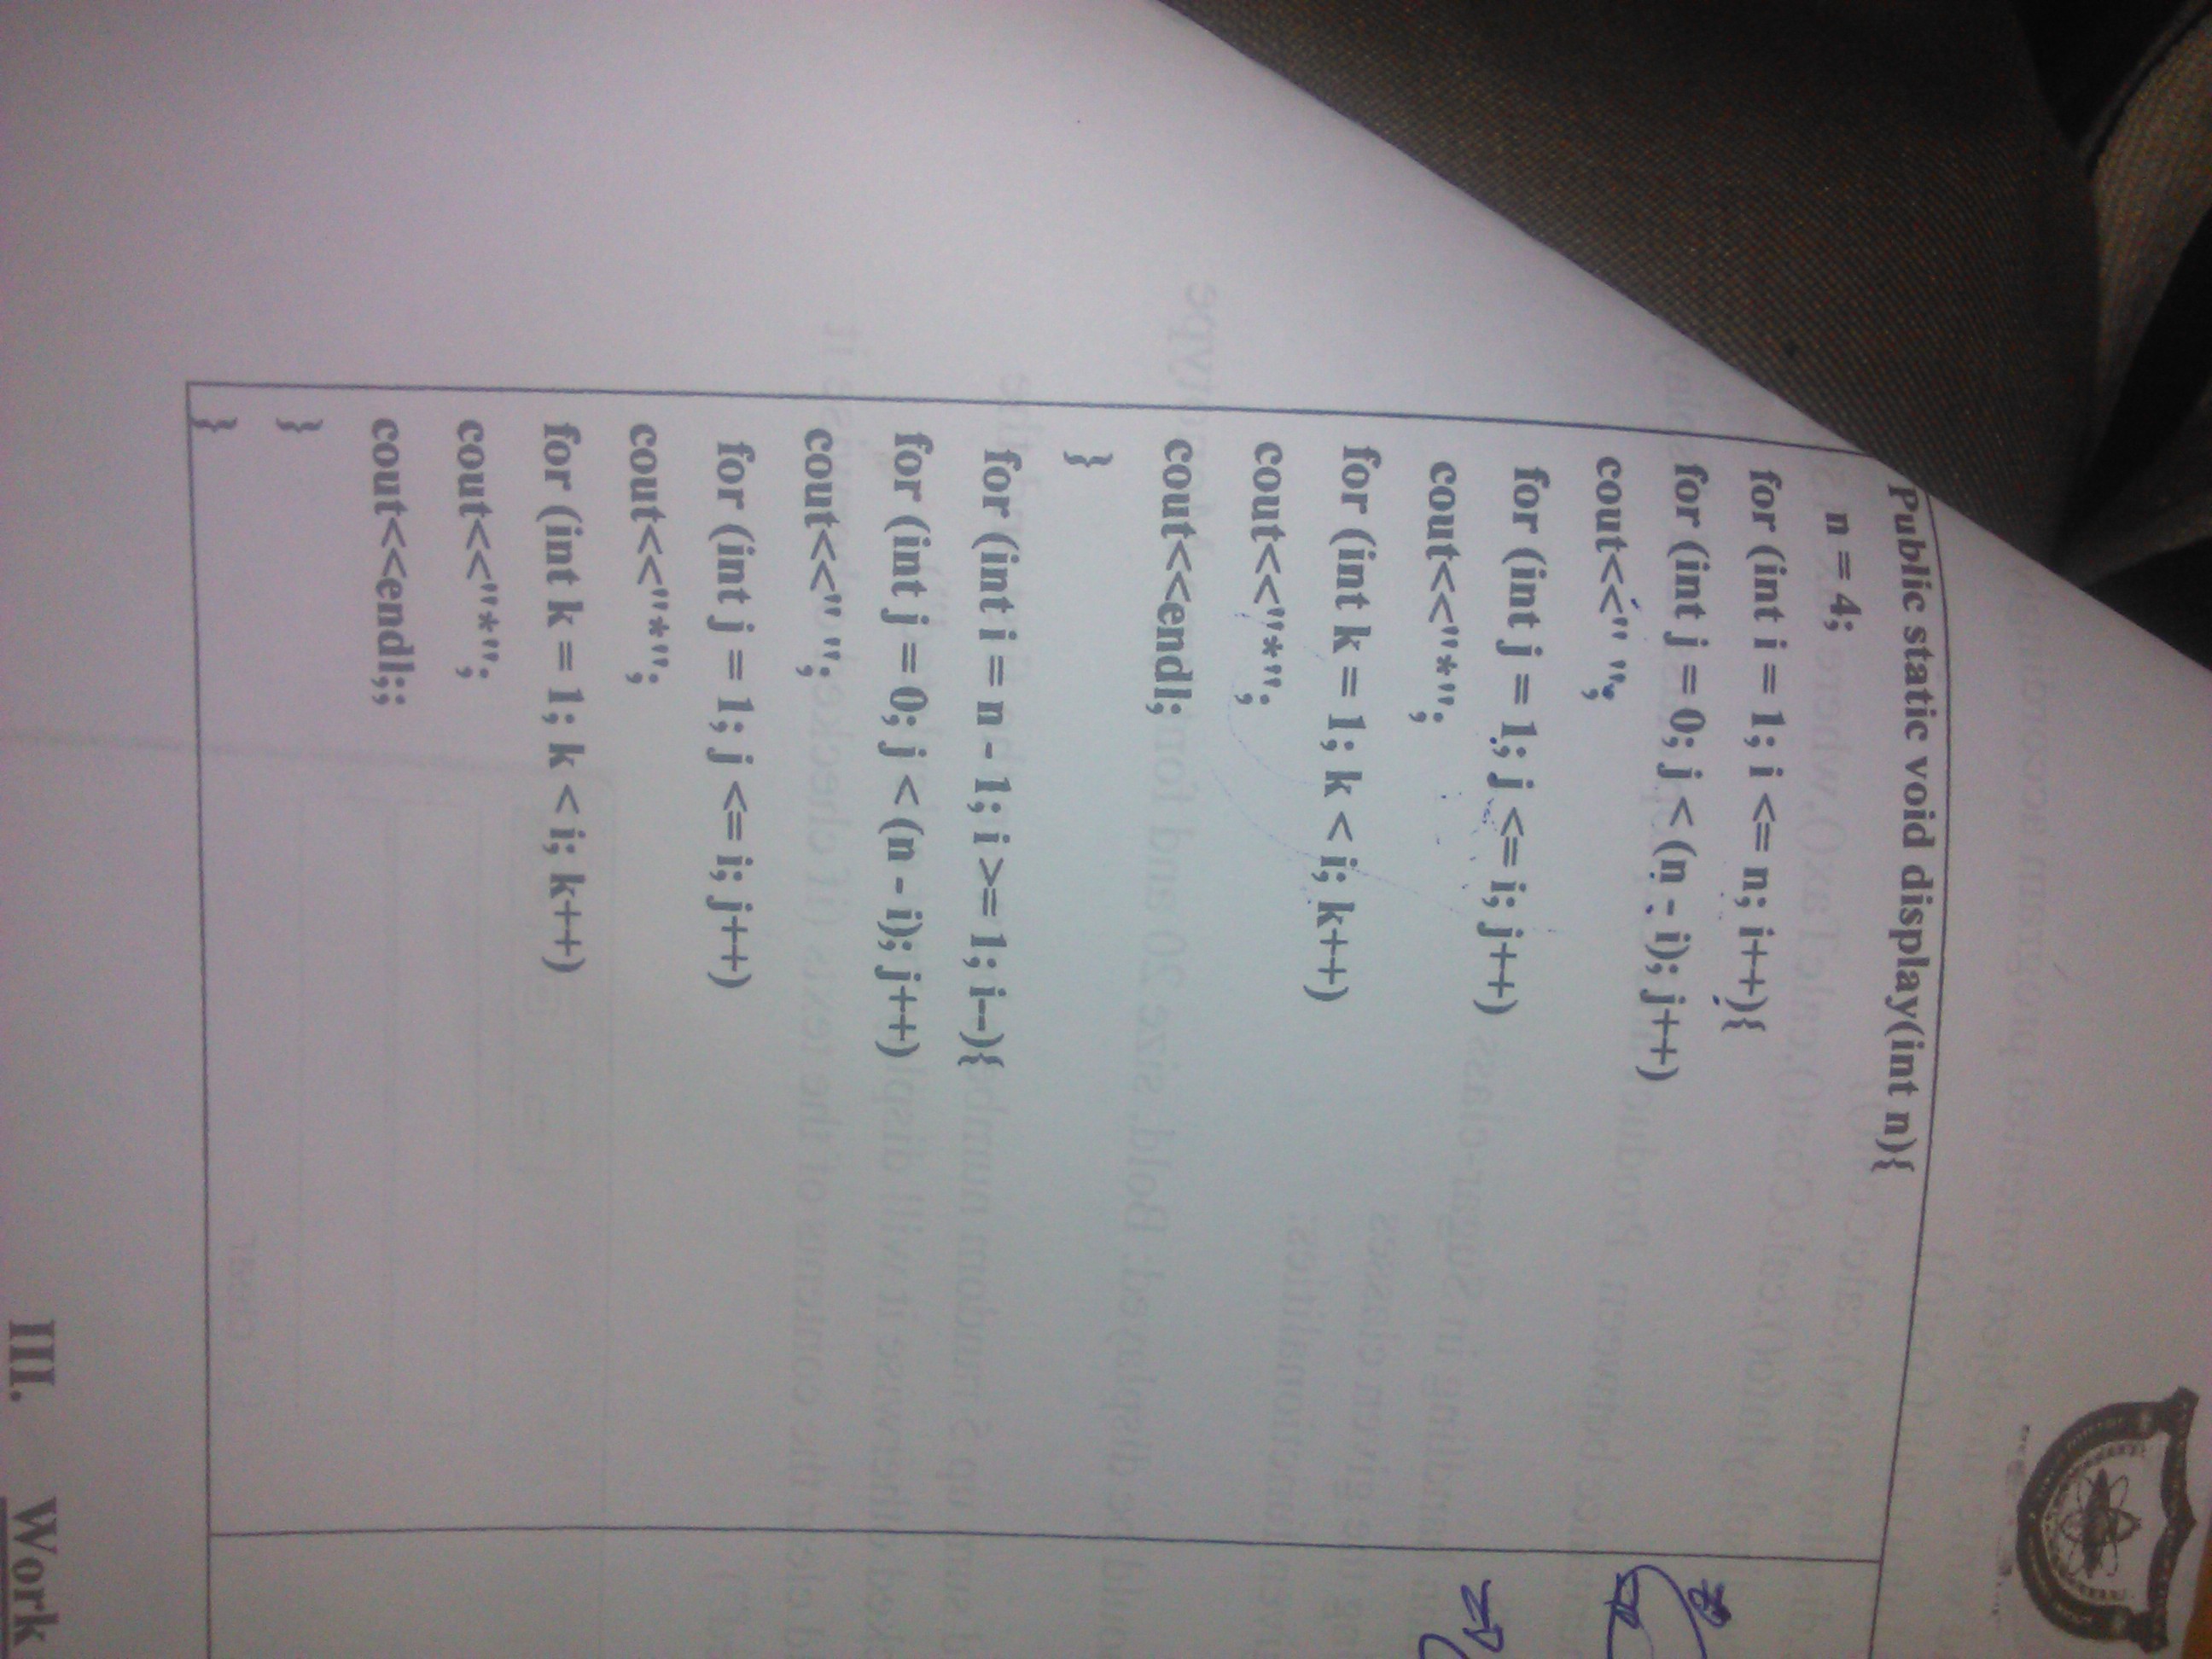 Public static void display(int n){
n = 4;
for (int i = 1; i <= n; i++){
for (int j = 0; j < (n - i); j++)
cout<<" ";
for (int j = 1; j <= i; j++)
cout<<"*";
for (int k = 1; k < i; k++)
cout<<"*";
cout<<endl;
}
for (int i = n - 1; i >= 1; i--){
for (int j = 0; j < (n - i); j++)
cout<<" ";
for (int j = 1; j <= i; j++)
cout<<"*";
for (int k = 1; k < i; k++)
cout<<"*";
cout<<endl;;
}
}
III. Work